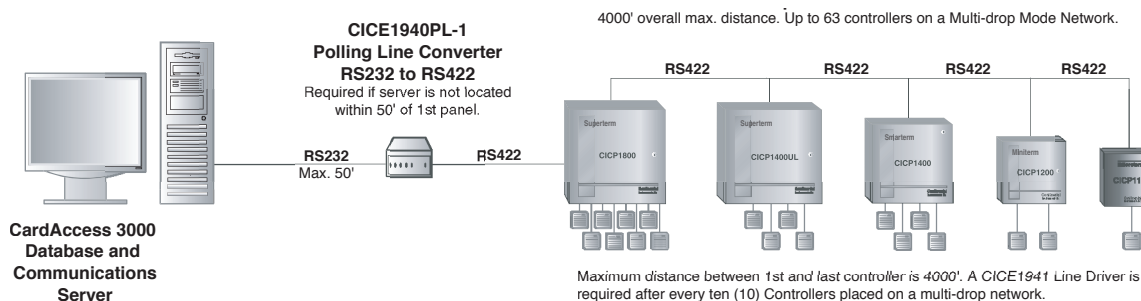 4000' overall max. distance. Up to 63 controllers on a Multi-drop Mode Network.
CICE1940PL-1
Polling Line Converter
RS232 to RS422
Required if server is not located
within 50' of 1st panel.
RS422
RS422
RS422
RS422
Superterm
CICP1800
Superterm
CICP1400UL
Smarterm
CICP1400
Miniterm
CICP1200
RS232
Max. 50'
RS422
CardAccess 3000
Database and
Communications
Server
Maximum distance between 1st and last controller is 4000'. A CICE1941 Line Driver is
required after every ten (10) Controllers placed on a multi-drop network.